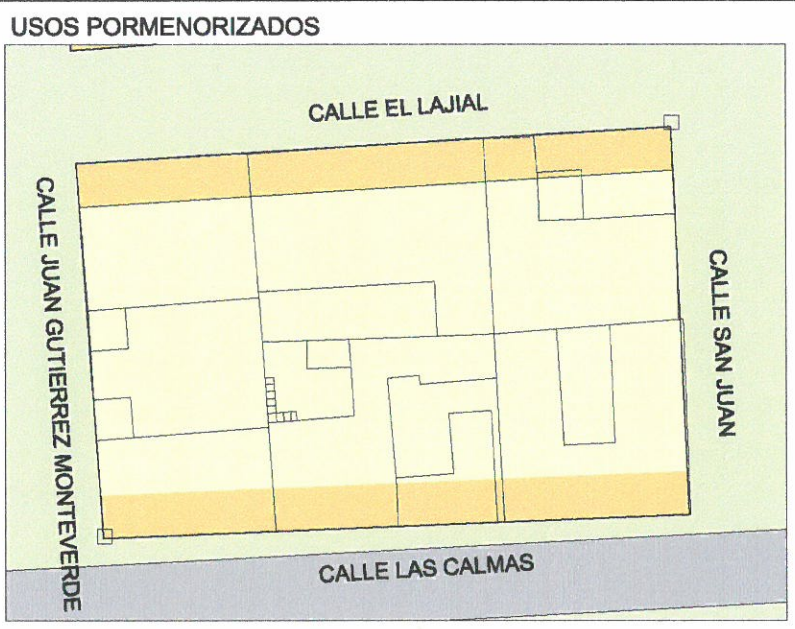 USOS PORMENORIZADOS
CALLE EL LAJIAL
CALLE JUAN GUTIERREZ MONTEVERDE
CALLE SAN JUAN
CALLE LAS CALMAS